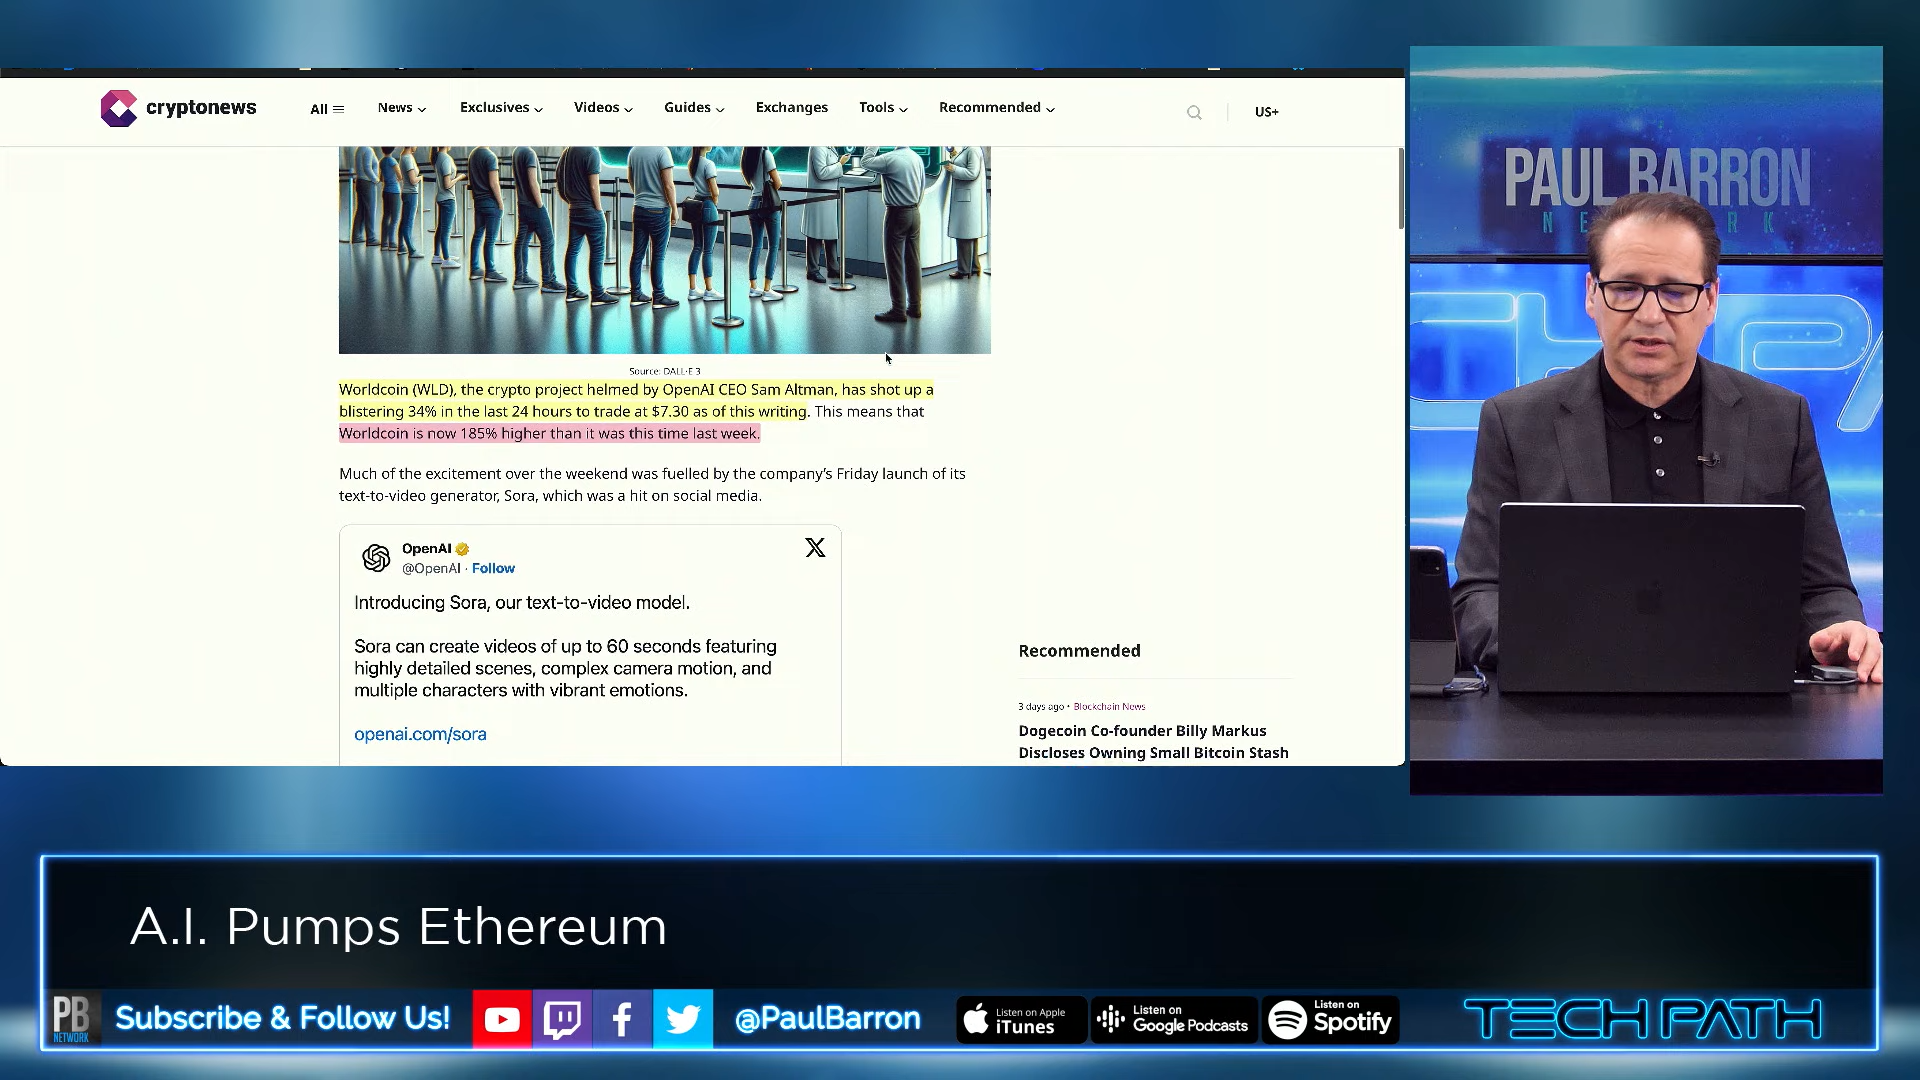 cryptonews
All
News
Exclusives
Videos
Guides
Exchanges
Tools
Recommended
US+
Source: DALL·E 3
Worldcoin (WLD), the crypto project helmed by OpenAI CEO Sam Altman, has shot up a
blistering 34% in the last 24 hours to trade at $7.30 as of this writing. This means that
Worldcoin is now 185% higher than it was this time last week.
Much of the excitement over the weekend was fuelled by the company's Friday launch of its
text-to-video generator, Sora, which was a hit on social media.
OpenAI
@OpenAI · Follow
Introducing Sora, our text-to-video model.
Sora can create videos of up to 60 seconds featuring
highly detailed scenes, complex camera motion, and
multiple characters with vibrant emotions.
openai.com/sora
Recommended
3 days ago • Blockchain News
Dogecoin Co-founder Billy Markus
Discloses Owning Small Bitcoin Stash
PAUL BARRON
A.I. Pumps Ethereum
PB
NETWORK
Subscribe & Follow Us!
@PaulBarron
Listen on Apple
iTunes
Listen on
Google Podcasts
Listen on
Spotify
TECH PATH